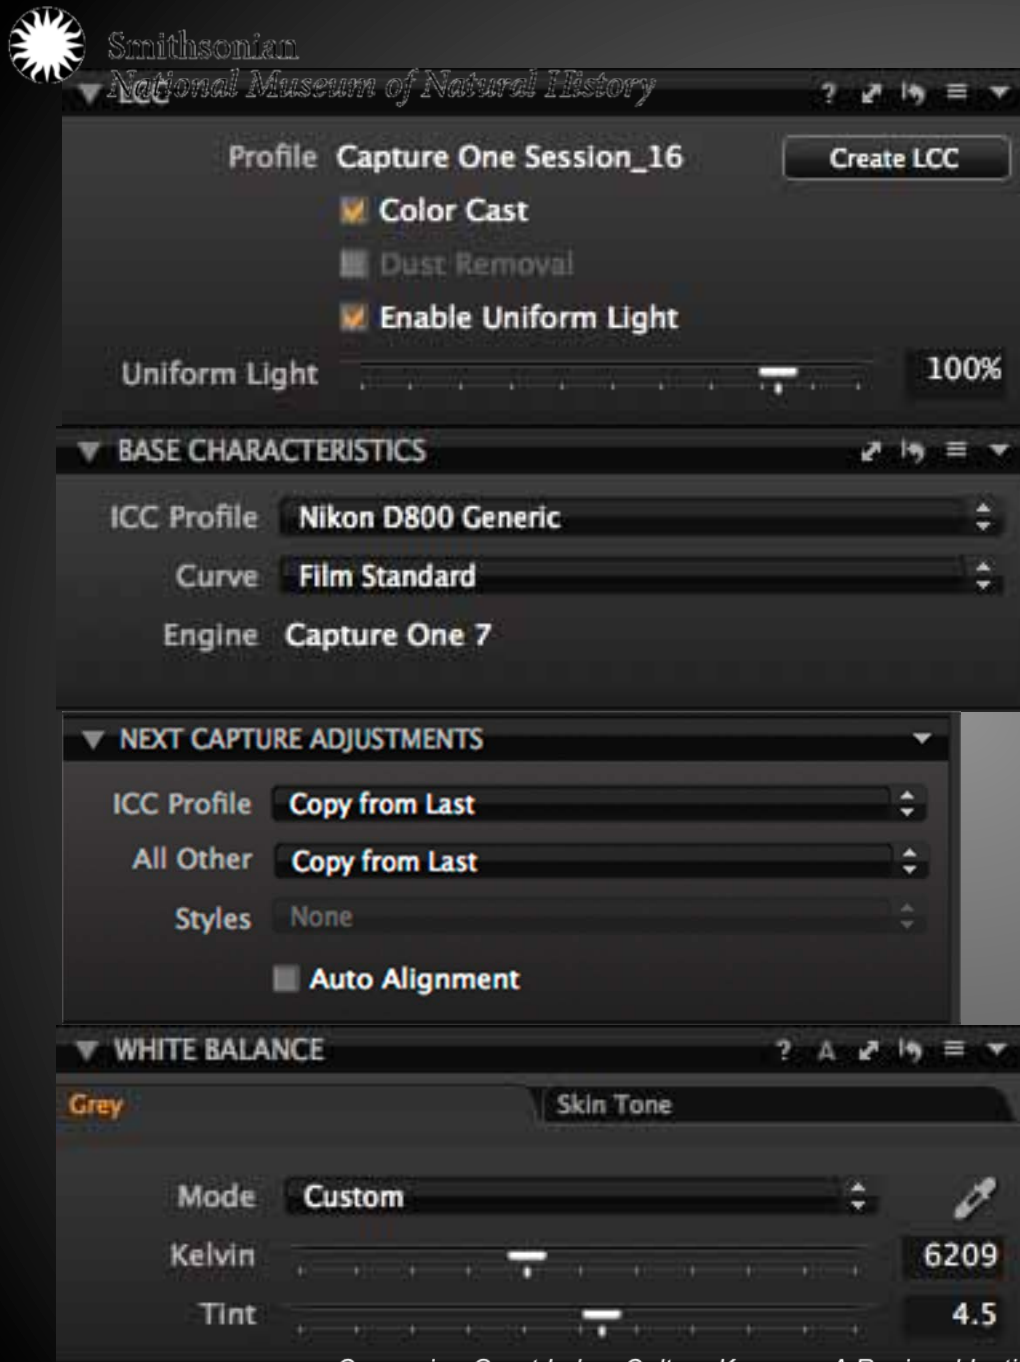 Smithsonian
National Museum of Natural History
LCC
Profile Capture One Session_16 Create LCC
Color Cast
Dust Removal
Enable Uniform Light
Uniform Light 100%
BASE CHARACTERISTICS
ICC Profile Nikon D800 Generic
Curve Film Standard
Engine Capture One 7
NEXT CAPTURE ADJUSTMENTS
ICC Profile Copy from Last
All Other Copy from Last
Styles None
Auto Alignment
WHITE BALANCE ? A
Grey Skin Tone
Mode Custom
Kelvin 6209
Tint 4.5